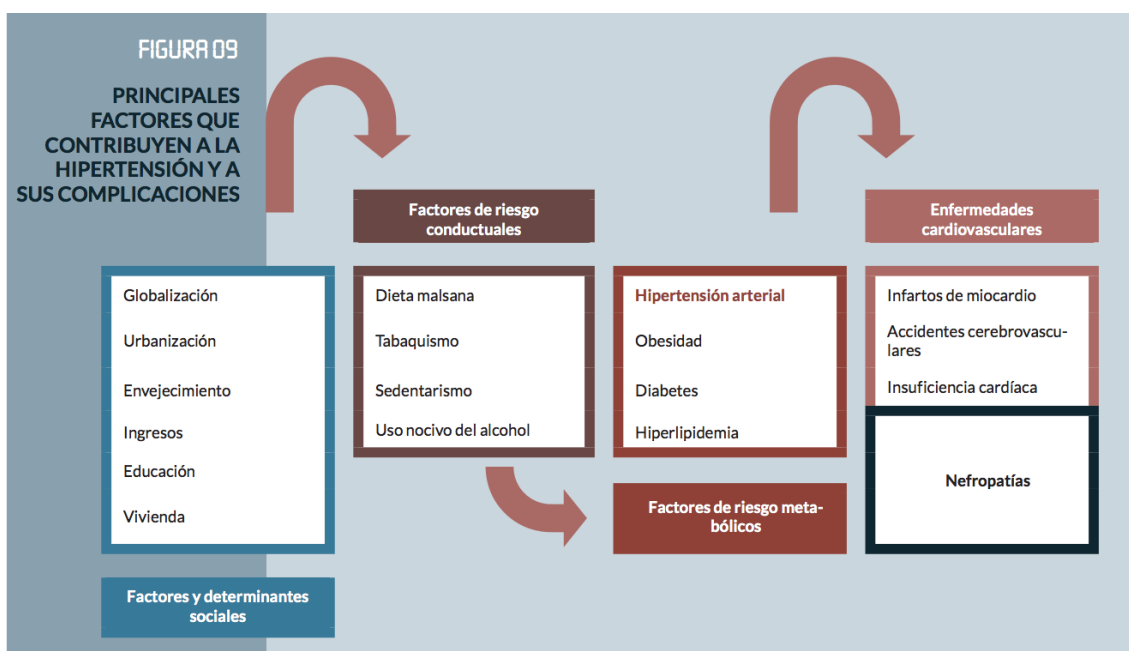 FIGURA 09
PRINCIPALES
FACTORES QUE
CONTRIBUYEN A LA
HIPERTENSIÓN Y A
SUS COMPLICACIONES
Globalización
Urbanización
Envejecimiento
Ingresos
Educación
Vivienda
Factores y determinantes
sociales
Factores de riesgo
conductuales
Dieta malsana
Tabaquismo
Sedentarismo
Uso nocivo del alcohol
Hipertensión arterial
Obesidad
Diabetes
Hiperlipidemia
Factores de riesgo meta-
bólicos
Enfermedades
cardiovasculares
Infartos de miocardio
Accidentes cerebrovascu-
lares
Insuficiencia cardíaca
Nefropatías